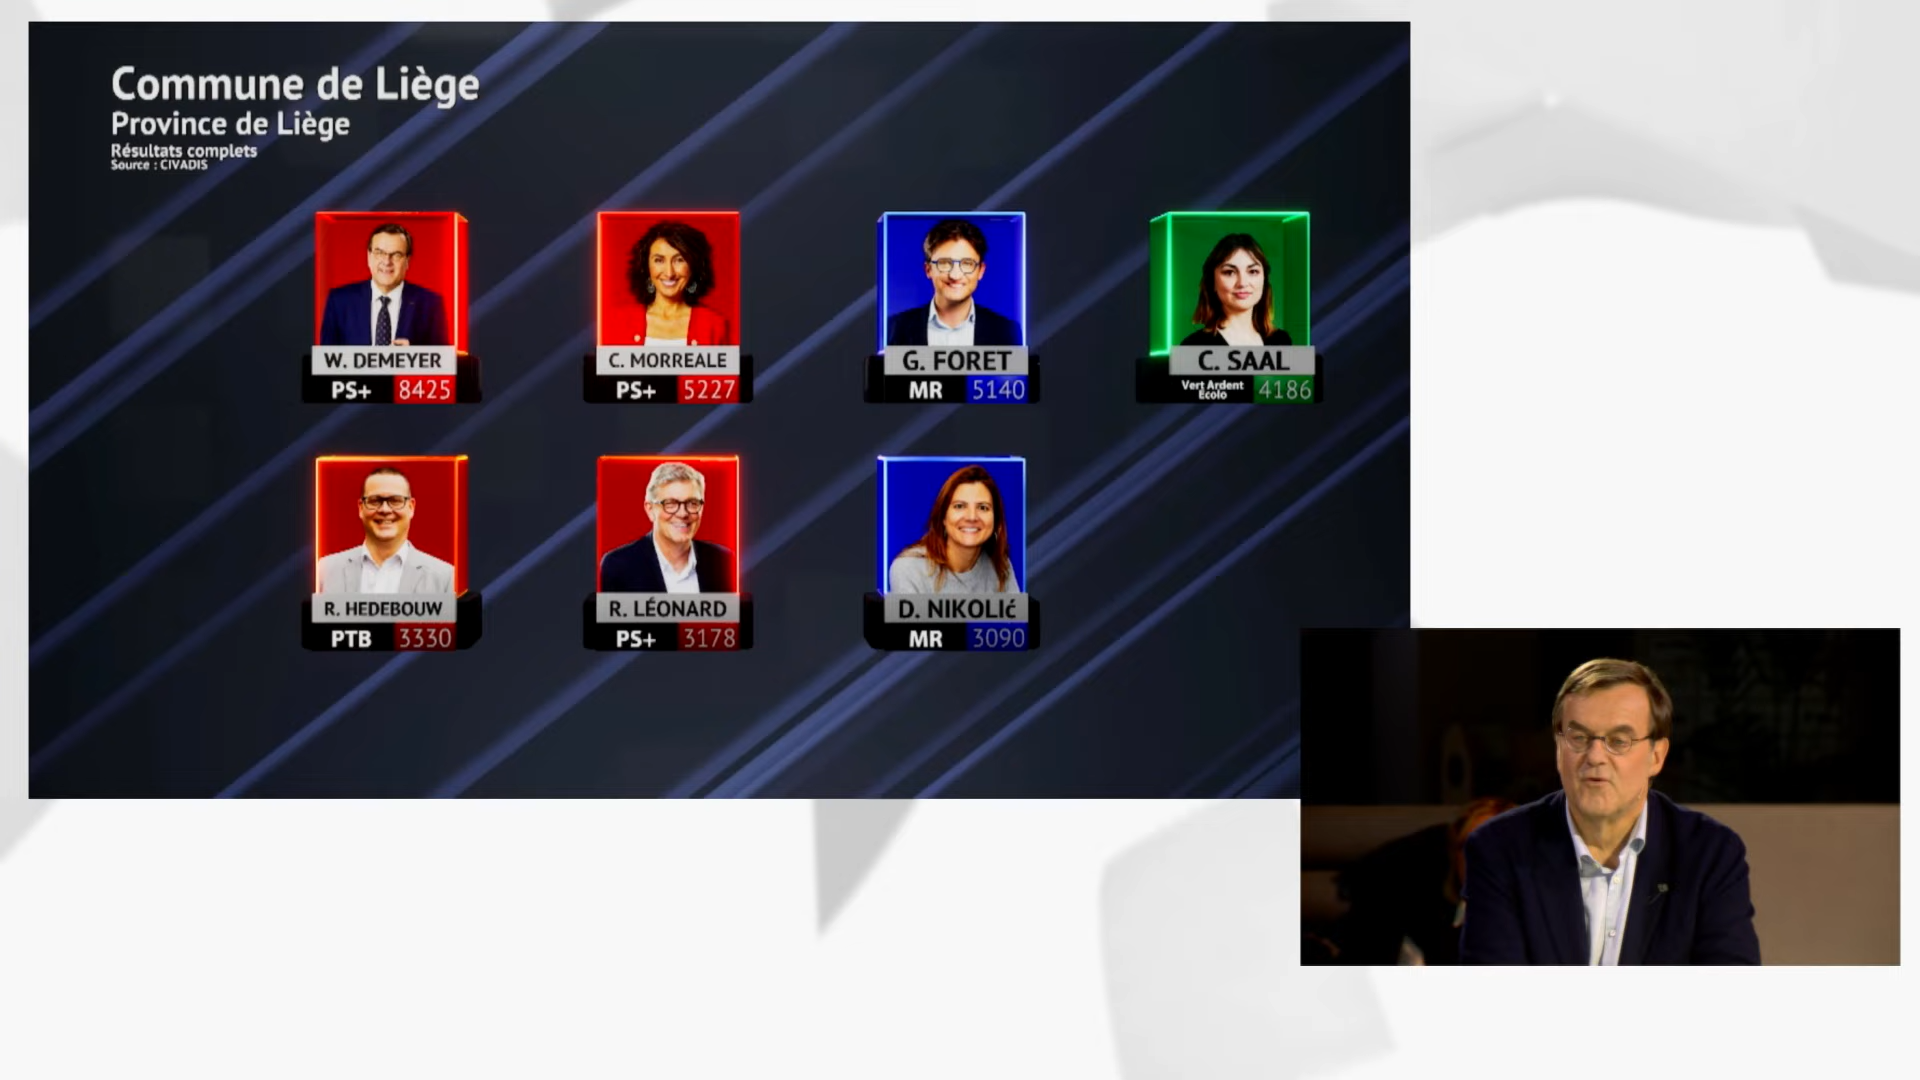 Commune de Liège
Province de Liège
Résultats complets
Source : CIVADIS
W. DEMEYER
PS+ 8425
C. MORREALE
PS+ 5227
G. FORET
MR 5140
C. SAAL
Vert Ardent
Ecolo
4186
R. HEDEBOUW
PTB 3330
R. LÉONARD
PS+ 3178
D. NIKOLIć
MR 3090